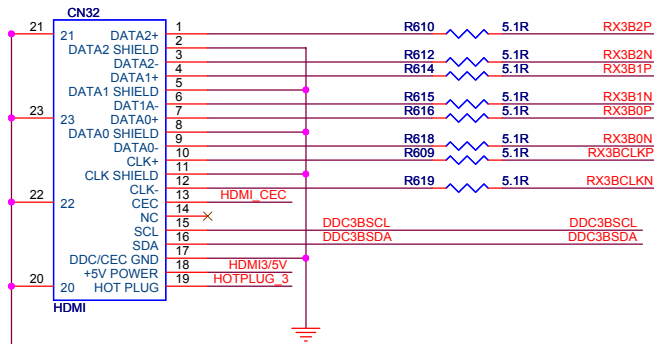 CN32
21 21 DATA2+ 1 R610 5.1R RX3B2P
DATA2 SHIELD 2
DATA2- 3 R612 5.1R RX3B2N
DATA1+ 4 R614 5.1R RX3B1P
DATA1 SHIELD 5
DAT1A- 6 R615 5.1R RX3B1N
23 23 DATA0+ 7 R616 5.1R RX3B0P
DATA0 SHIELD 8
DATA0- 9 R618 5.1R RX3B0N
CLK+ 10 R609 5.1R RX3BCLKP
CLK SHIELD 11
CLK- 12 R619 5.1R RX3BCLKN
22 22 CEC 13 HDMI_CEC
NC 14
SCL 15 DDC3BSCL DDC3BSCL
SDA 16 DDC3BSDA DDC3BSDA
DDC/CEC GND 17
+5V POWER 18 HDMI3/5V
20 20 HOT PLUG 19 HOTPLUG_3
HDMI